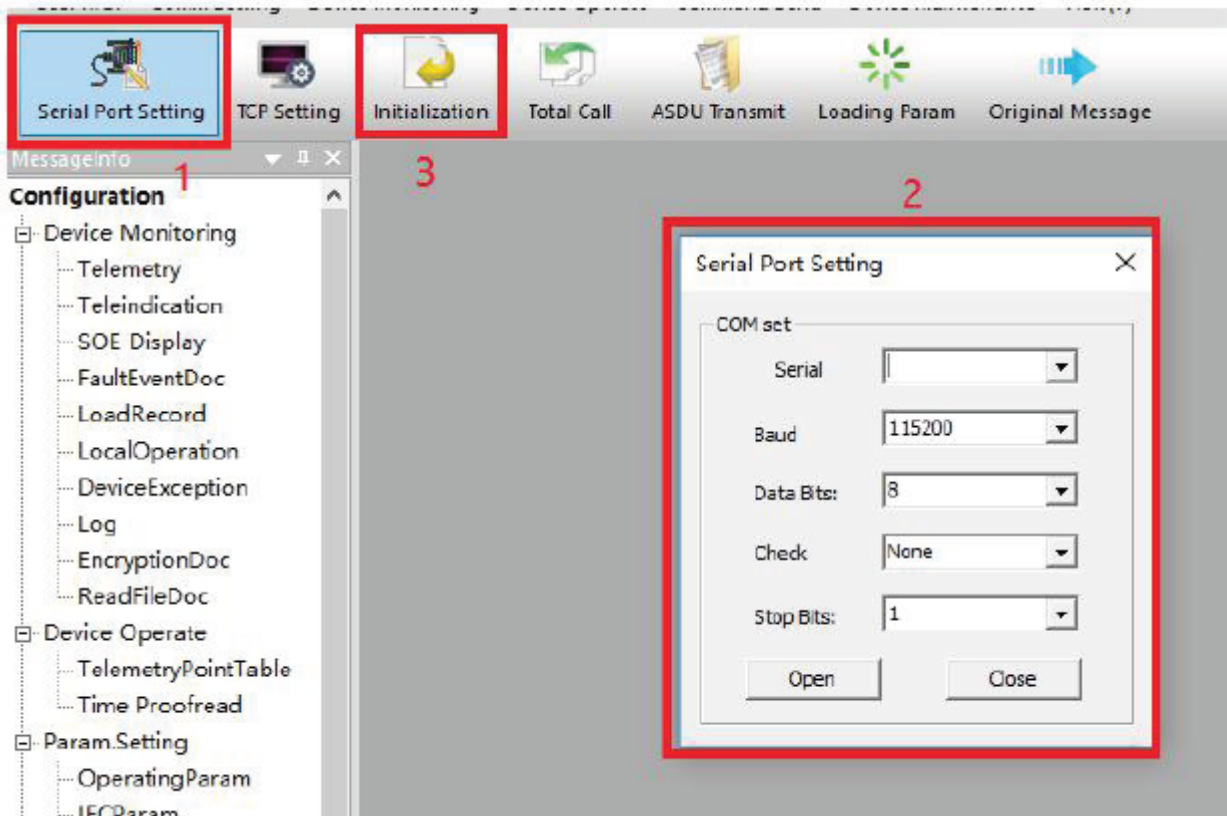 Serial Port Setting TCP Setting Initialization Total Call ASDU Transmit Loading Param Original Message
MessageInfo
1
3
2
Configuration
Device Monitoring
Telemetry
Teleindication
SOE Display
FaultEventDoc
LoadRecord
LocalOperation
DeviceException
Log
EncryptionDoc
ReadFileDoc
Device Operate
TelemetryPointTable
Time Proofread
Param.Setting
OperatingParam
IECParam
Serial Port Setting
COM set
Serial
Baud 115200
Data Bits: 8
Check None
Stop Bits: 1
Open Close